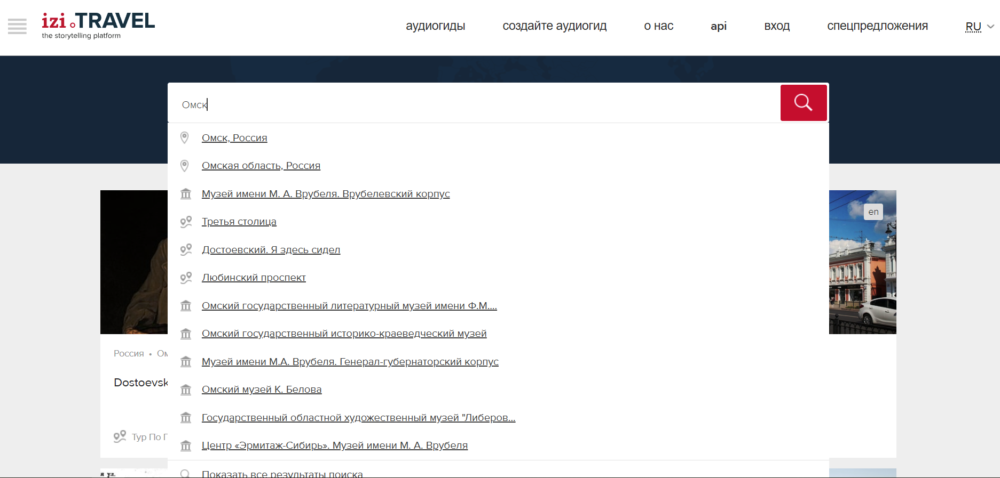 izi.TRAVEL
the storytelling platform
аудиогиды создайте аудиогид о нас api вход спецпредложения RU
Омск
Омск, Россия
Омская область, Россия
Музей имени М. А. Врубеля. Врубелевский корпус
en
Третья столица
Достоевский. Я здесь сидел
Любинский проспект
Омский государственный литературный музей имени Ф.М....
Омский государственный историко-краеведческий музей
Россия • Ом
Музей имени М.А. Врубеля. Генерал-губернаторский корпус
Dostoevsk
Омский музей К. Белова
Государственный областной художественный музей "Либеров...
Тур По Г
Центр «Эрмитаж-Сибирь». Музей имени М. А. Врубеля
Показать все результаты поиска
я ул.